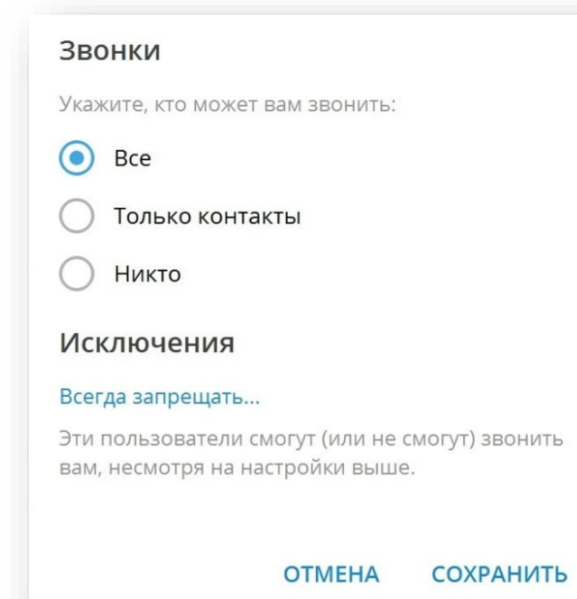 Звонки
Укажите, кто может вам звонить:
Все
Только контакты
Никто
Исключения
Всегда запрещать...
Эти пользователи смогут (или не смогут) звонить
вам, несмотря на настройки выше.
ОТМЕНА СОХРАНИТЬ